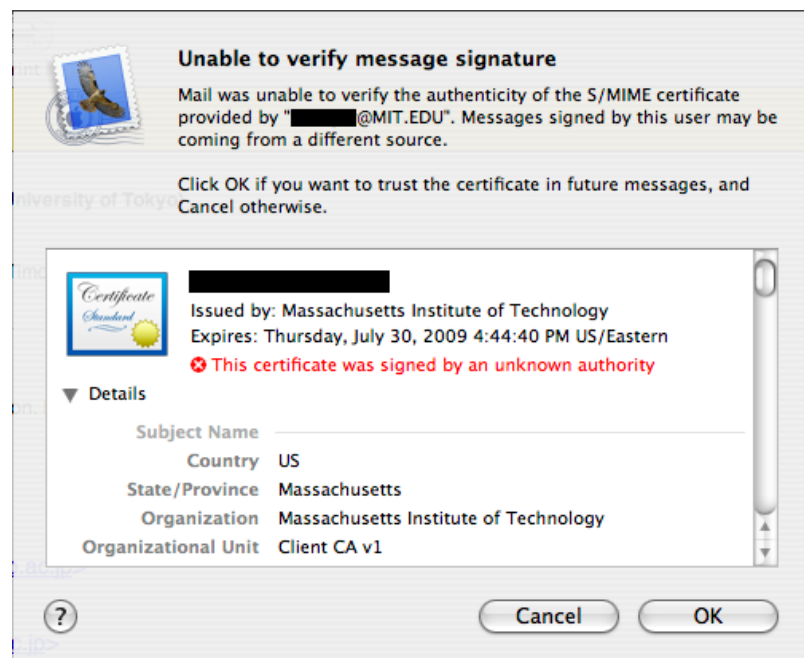 Unable to verify message signature
Mail was unable to verify the authenticity of the S/MIME certificate
provided by "@MIT.EDU". Messages signed by this user may be
coming from a different source.
Click OK if you want to trust the certificate in future messages, and
Cancel otherwise.
niversity of Tokyo
Certificate
Standard
Issued by: Massachusetts Institute of Technology
Expires: Thursday, July 30, 2009 4:44:40 PM US/Eastern
This certificate was signed by an unknown authority
Details
Subject Name
Country US
State/Province Massachusetts
Organization Massachusetts Institute of Technology
Organizational Unit Client CA v1
?
Cancel OK